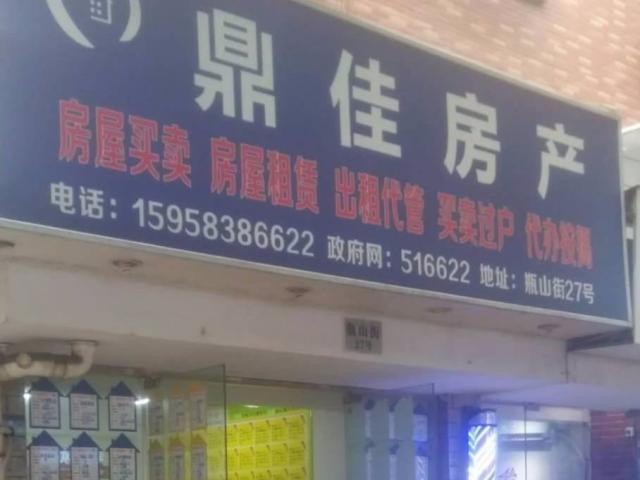 鼎佳房产
房屋买卖 房屋租赁 出租代管 买卖过户 代办按揭
电话：15958386622 政府网：516622 地址：瓶山街27号
瓶山街
27号